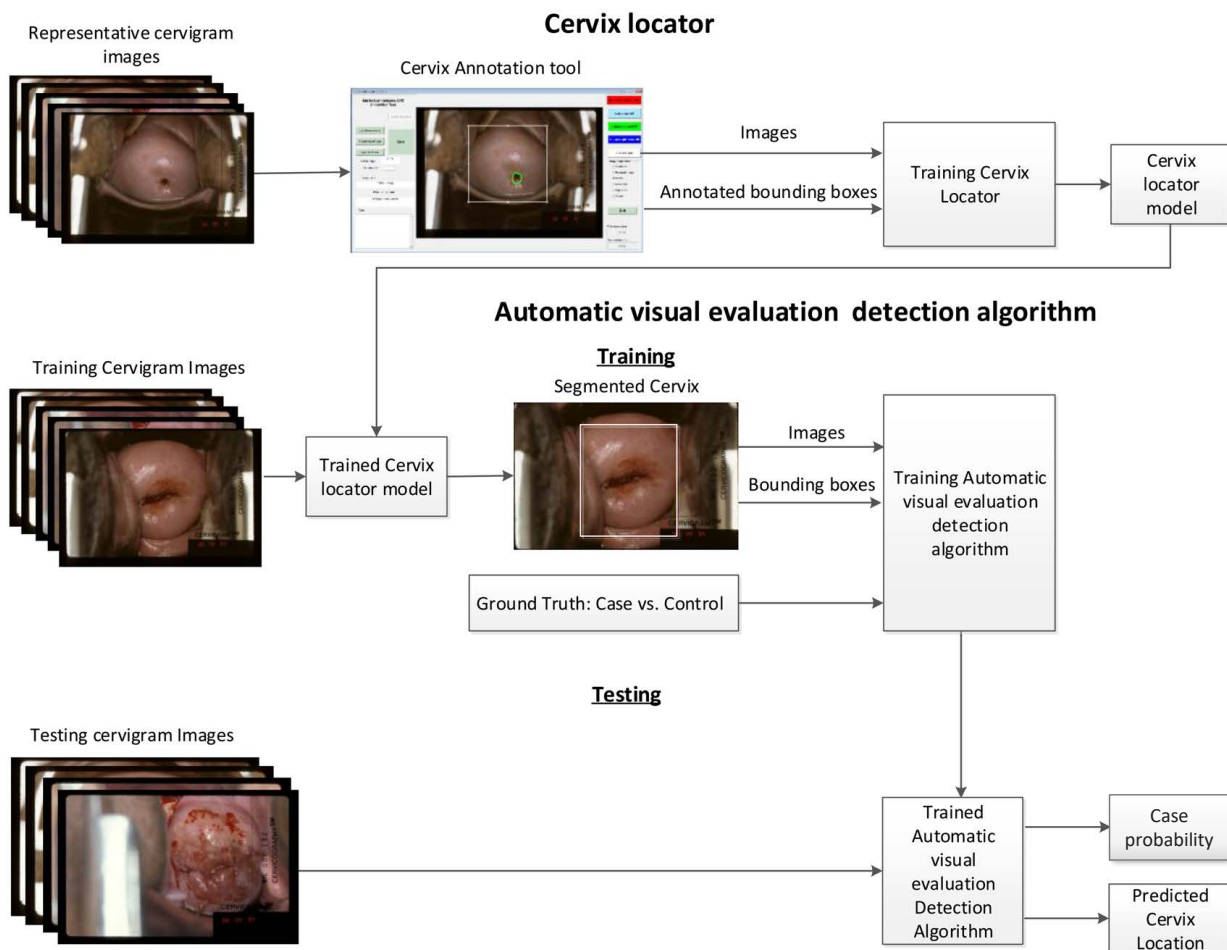 Cervix locator
Representative cervigram
images
Cervix Annotation tool
Images
Annotated bounding boxes
Training Cervix
Locator
Cervix
locator
model
Automatic visual evaluation detection algorithm
Training
Training Cervigram Images
Segmented Cervix
Trained Cervix
locator model
Images
Bounding boxes
Training Automatic
visual evaluation
detection
algorithm
Ground Truth: Case vs. Control
Testing
Testing cervigram Images
Trained
Automatic
visual
evaluation
Detection
Algorithm
Case
probability
Predicted
Cervix
Location